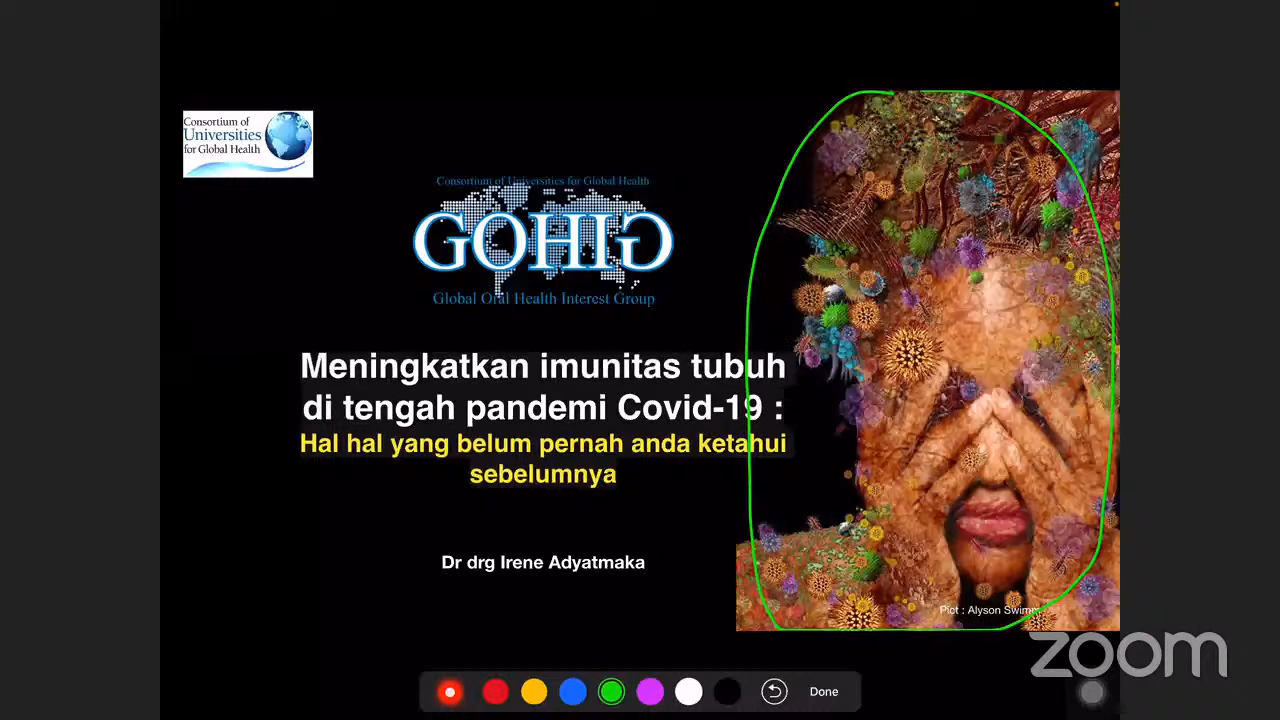 Consortium of
Universities
for Global Health
Consortium of Universities for Global Health
GOHIG
Global Oral Health Interest Group
Meningkatkan imunitas tubuh
di tengah pandemi Covid-19 :
Hal hal yang belum pernah anda ketahui
sebelumnya
Dr drg Irene Adyatmaka
Pict : Alyson
zoom
Done